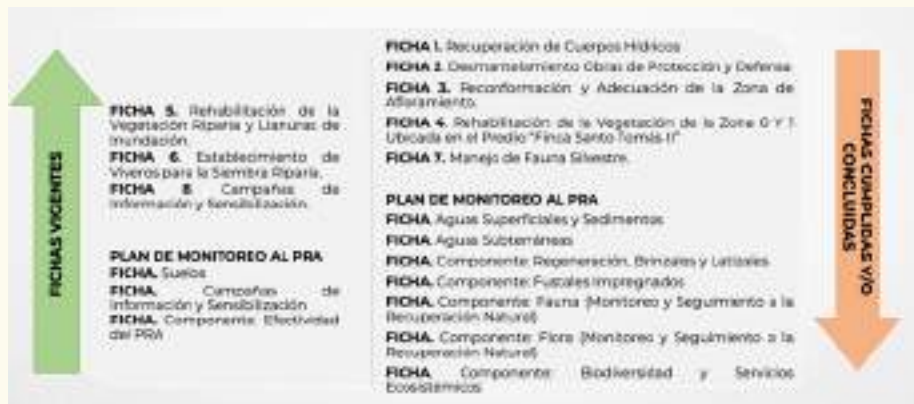 FICHAS VIGENTES
FICHA 5. Rehabilitación de la
Vegetación Riparia y Llanuras de
Inundación.
FICHA 6. Establecimiento de
Viveros para la Siembra Riparia.
FICHA 8. Campañas de
Información y Sensibilización.
PLAN DE MONITOREO AL PRA
FICHA. Suelos
FICHA. Campañas de
Información y Sensibilización
FICHA. Componente: Efectividad
del PRA
FICHA 1. Recuperación de Cuerpos Hídricos
FICHA 2. Desmantelamiento Obras de Protección y Defensa
FICHA 3. Reconformación y Adecuación de la Zona de
Afloramiento.
FICHA 4. Rehabilitación de la Vegetación de la Zona 0 Y 1
Ubicada en el Predio "Finca Santo Tomás II"
FICHA 7. Manejo de Fauna Silvestre.
PLAN DE MONITOREO AL PRA
FICHA. Aguas Superficiales y Sedimentos
FICHA. Aguas Subterráneas
FICHA. Componente: Regeneración, Brinzales y Latizales
FICHA. Componente: Fustales Impregnados
FICHA. Componente: Fauna (Monitoreo y Seguimiento a la
Recuperación Natural)
FICHA. Componente: Flora (Monitoreo y Seguimiento a la
Recuperación Natural)
FICHA. Componente: Biodiversidad y Servicios
Ecosistémicos
FICHAS CUMPLIDAS Y/O
CONCLUIDAS